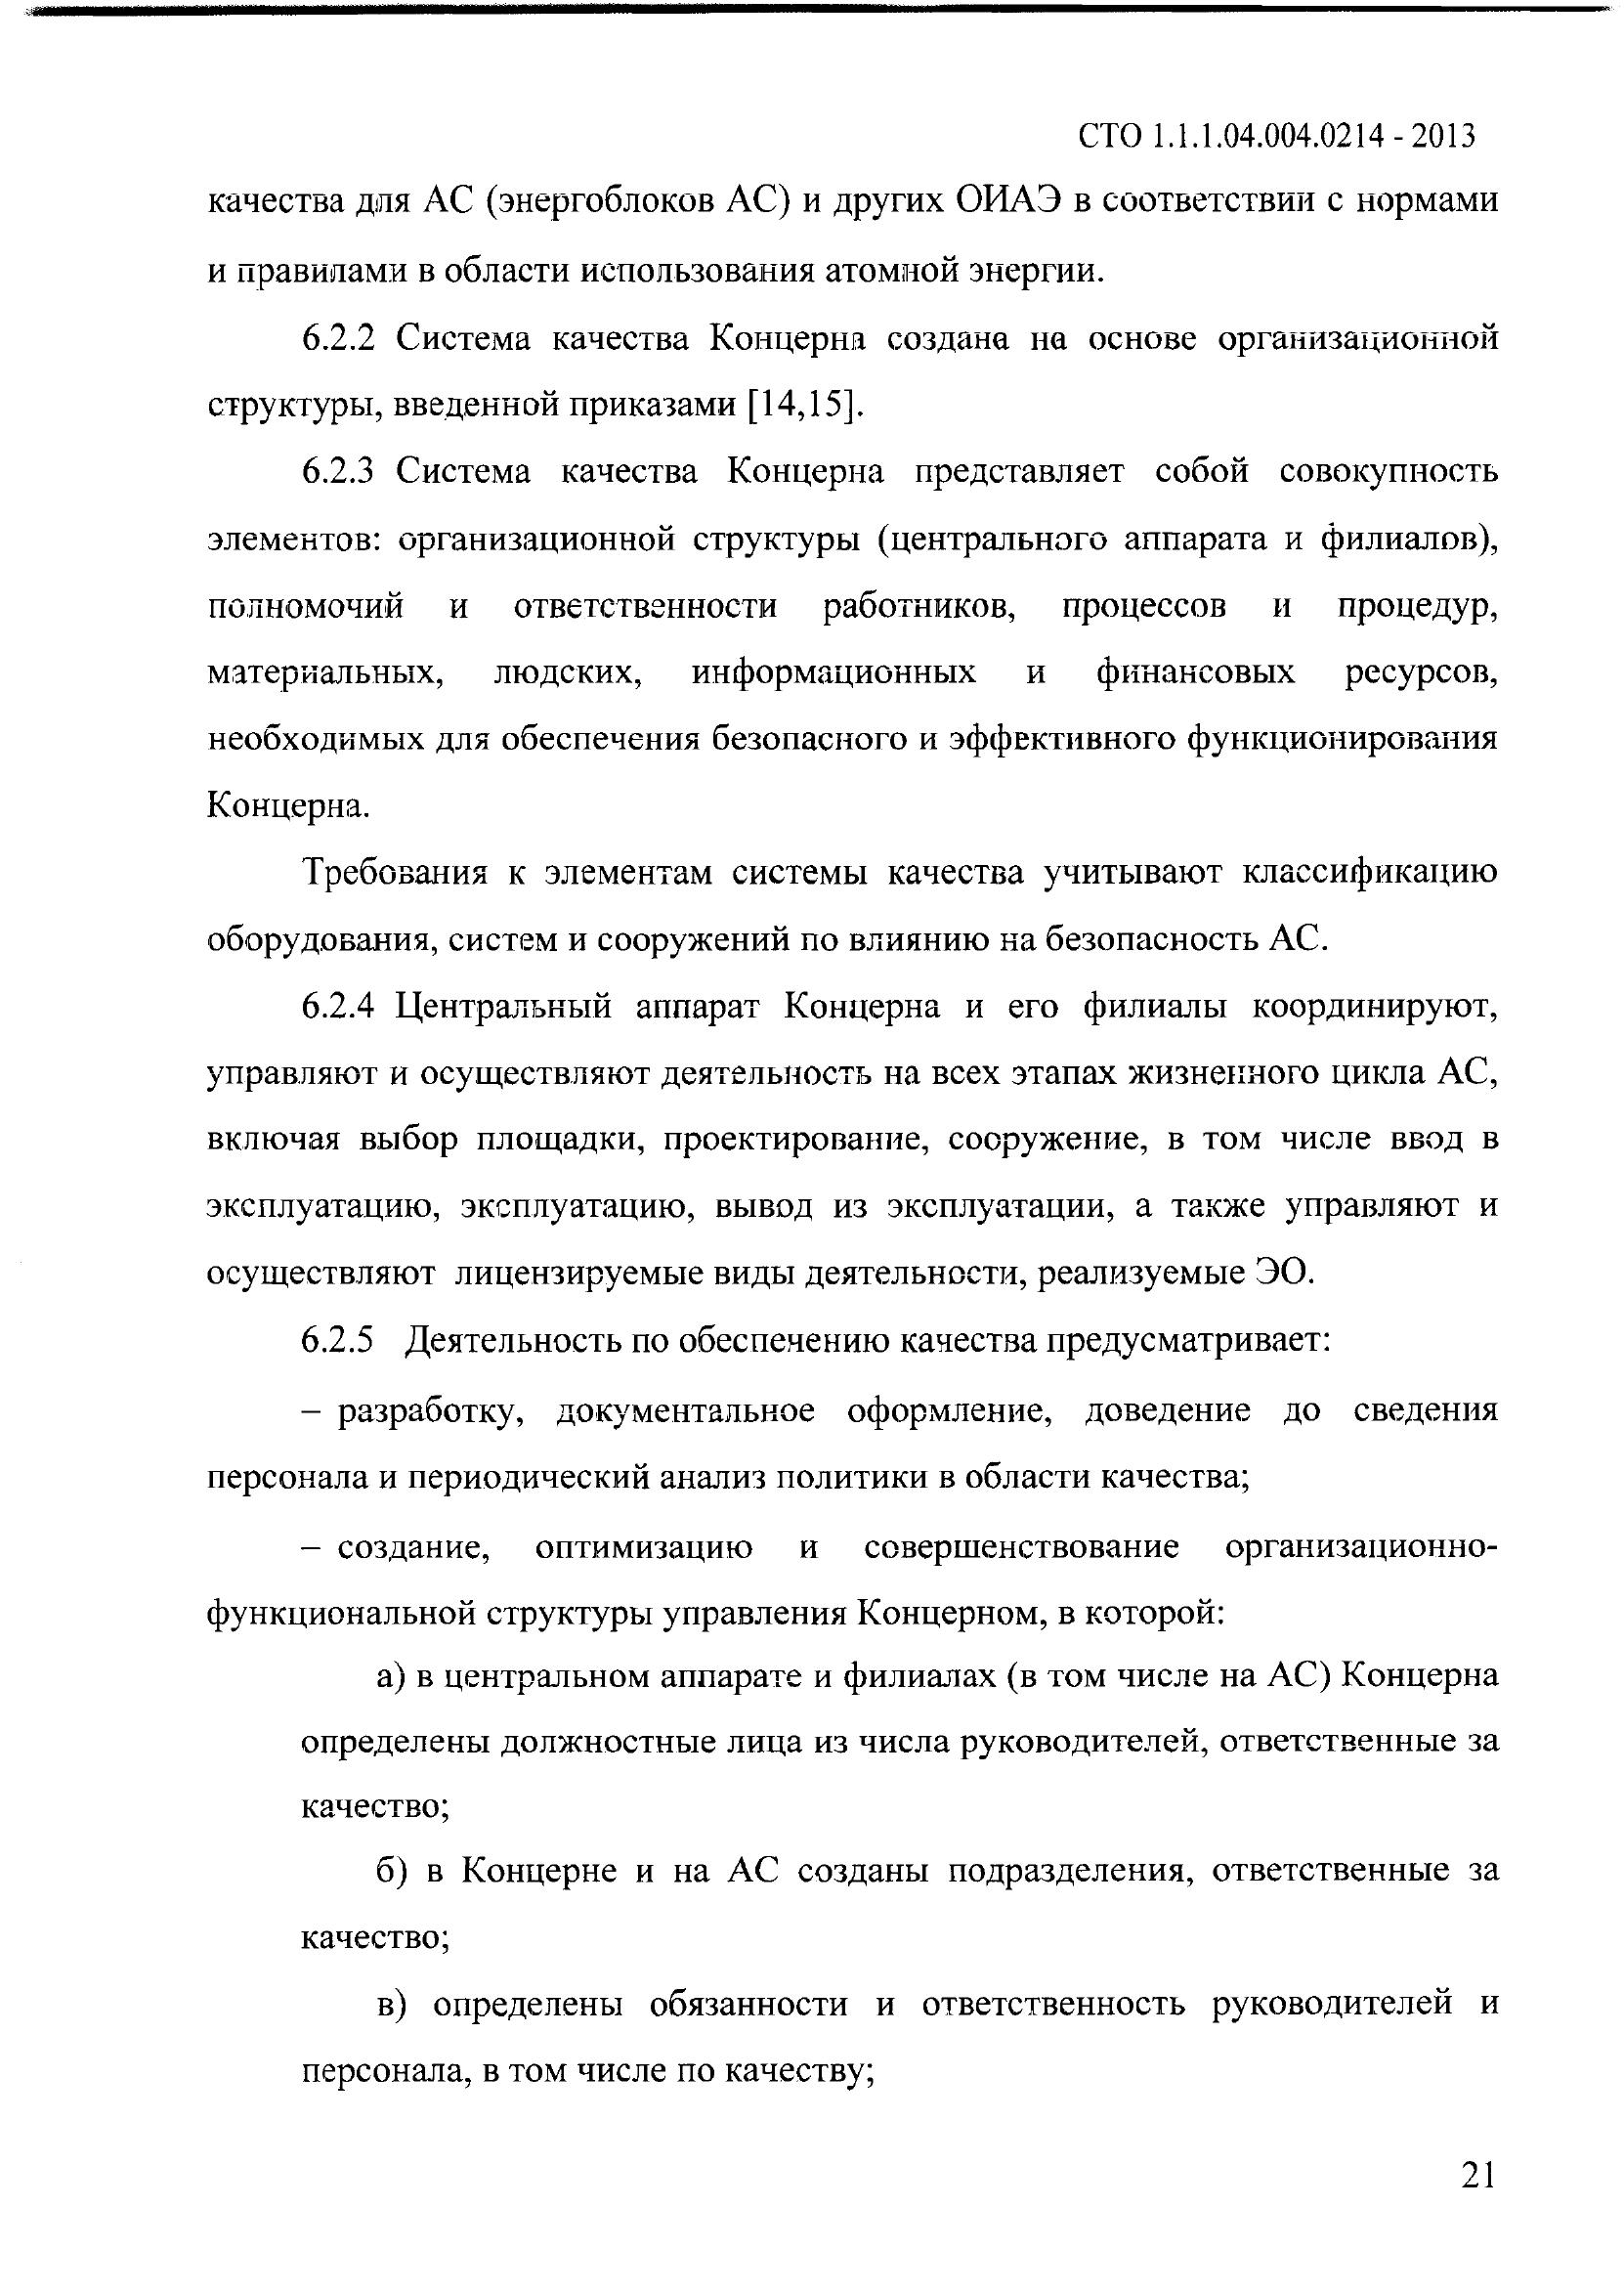 СТО 1.1.1.04.004.0214 - 2013
качества для АС (энергоблоков АС) и других ОИАЭ в соответствии с нормами
и правилами в области использования атомной энергии.
6.2.2 Система качества Концерна создана на основе организационной
структуры, введенной приказами [14,15].
6.2.3 Система качества Концерна представляет собой совокупность
элементов: организационной структуры (центрального аппарата и филиалов),
полномочий и ответственности работников, процессов и процедур,
материальных, людских, информационных и финансовых ресурсов,
необходимых для обеспечения безопасного и эффективного функционирования
Концерна.
Требования к элементам системы качества учитывают классификацию
оборудования, систем и сооружений по влиянию на безопасность АС.
6.2.4 Центральный аппарат Концерна и его филиалы координируют,
управляют и осуществляют деятельность на всех этапах жизненного цикла АС,
включая выбор площадки, проектирование, сооружение, в том числе ввод в
эксплуатацию, эксплуатацию, вывод из эксплуатации, а также управляют и
осуществляют лицензируемые виды деятельности, реализуемые ЭО.
6.2.5 Деятельность по обеспечению качества предусматривает:
– разработку, документальное оформление, доведение до сведения
персонала и периодический анализ политики в области качества;
– создание, оптимизацию и совершенствование организационно-
функциональной структуры управления Концерном, в которой:
а) в центральном аппарате и филиалах (в том числе на АС) Концерна
определены должностные лица из числа руководителей, ответственные за
качество;
б) в Концерне и на АС созданы подразделения, ответственные за
качество;
в) определены обязанности и ответственность руководителей и
персонала, в том числе по качеству;
21